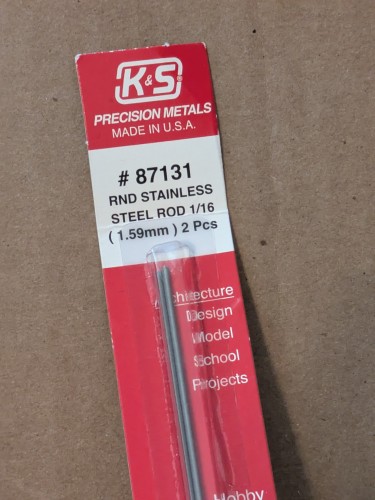 K&S®
PRECISION METALS
MADE IN U.S.A.
# 87131
RND STAINLESS
STEEL ROD 1/16
( 1.59mm ) 2 Pcs
Architecture
Design
Model
School
Projects
Hobby